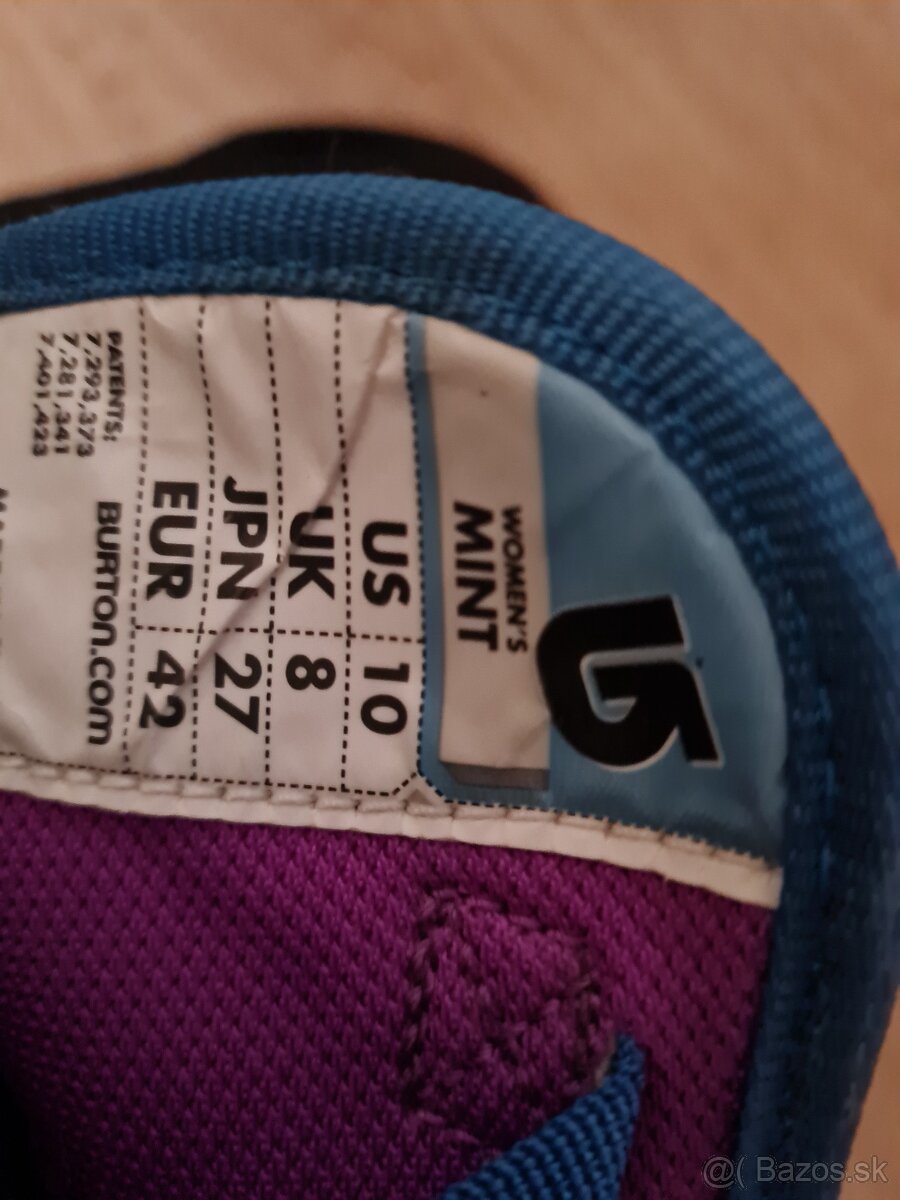 WOMEN'S
MINT
US 10
UK 8
JPN 27
EUR 42
PATENTS:
7,293,373
7,281,341
7,401,423
BURTON.COM
@( Bazos.sk